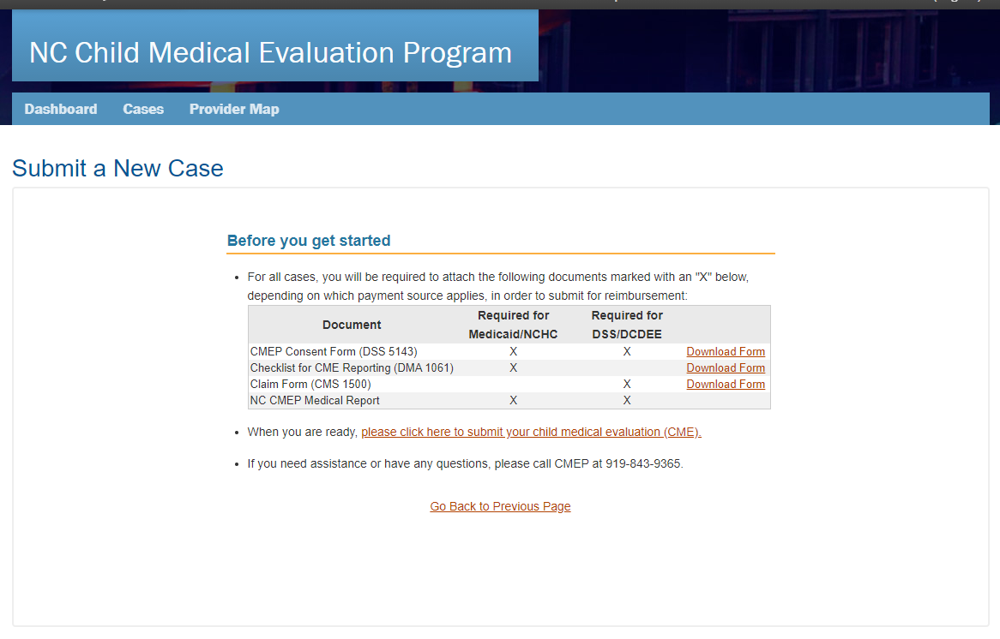 NC Child Medical Evaluation Program
Dashboard Cases Provider Map
Submit a New Case
Before you get started
• For all cases, you will be required to attach the following documents marked with an "X" below,
depending on which payment source applies, in order to submit for reimbursement:
Document Required for Medicaid/NCHC Required for DSS/DCDEE
CMEP Consent Form (DSS 5143) X X Download Form
Checklist for CME Reporting (DMA 1061) X Download Form
Claim Form (CMS 1500) X Download Form
NC CMEP Medical Report X X
• When you are ready, please click here to submit your child medical evaluation (CME).
• If you need assistance or have any questions, please call CMEP at 919-843-9365.
Go Back to Previous Page